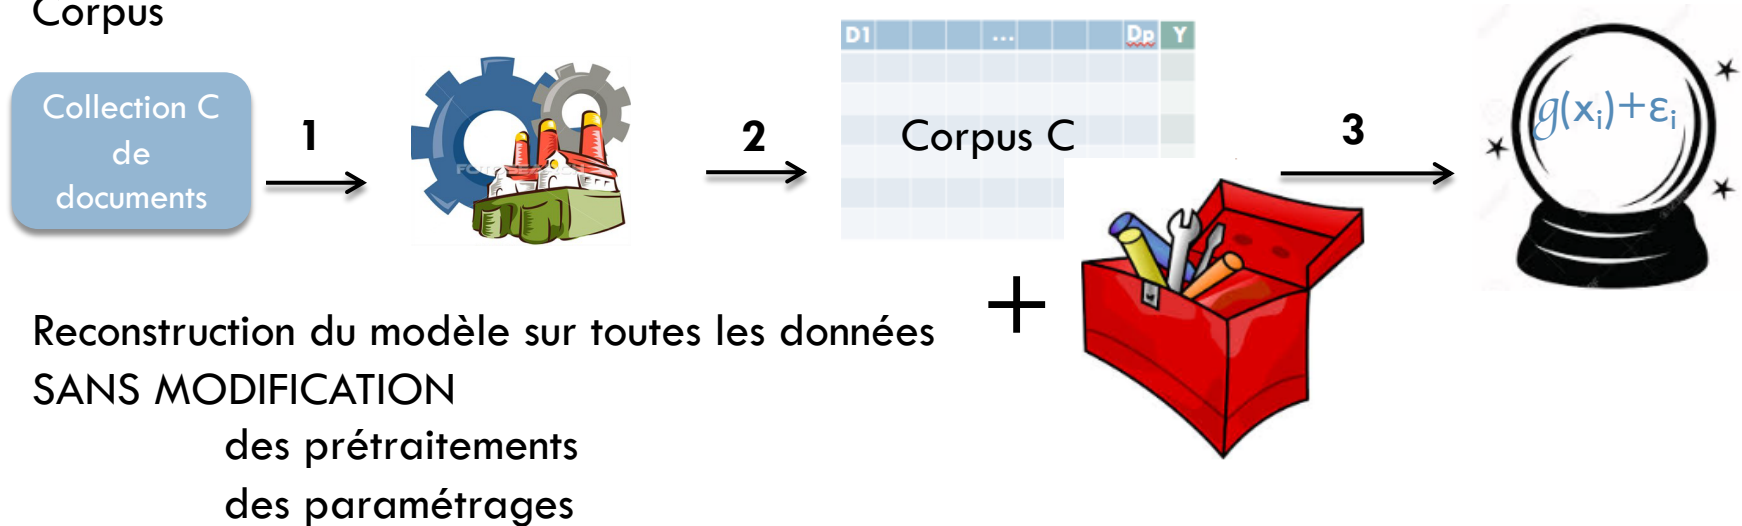 Corpus
Collection C
de
documents
1
2
D1 ... Dp Y
Corpus C
3
g(xᵢ)+εᵢ
+
Reconstruction du modèle sur toutes les données
SANS MODIFICATION
des prétraitements
des paramétrages